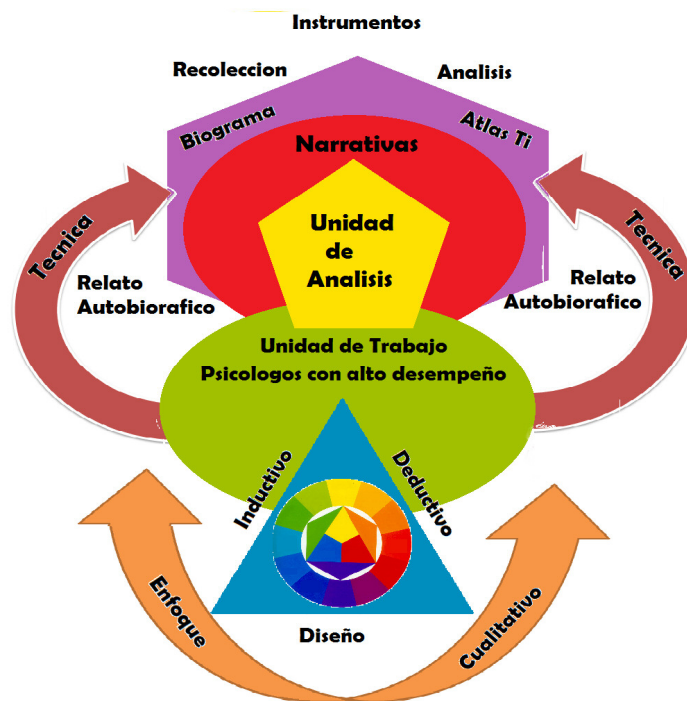 Instrumentos
Recoleccion
Analisis
Biograma
Atlas Ti
Narrativas
Unidad
de
Analisis
Tecnica
Tecnica
Relato
Autobiorafico
Relato
Autobiorafico
Unidad de Trabajo
Psicologos con alto desempeño
Inductivo
Deductivo
Enfoque
Diseño
Cualitativo